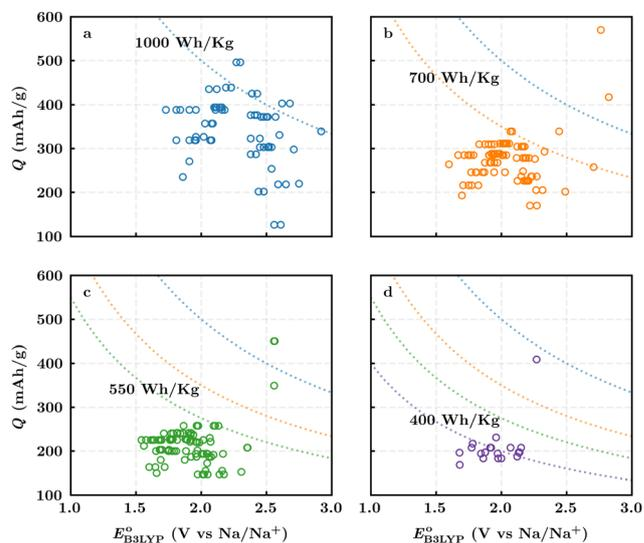 600
500
400
300
200
100
Q (mAh/g)
a
1000 Wh/Kg
b
700 Wh/Kg
600
500
400
300
200
100
Q (mAh/g)
c
550 Wh/Kg
d
400 Wh/Kg
1.0 1.5 2.0 2.5 3.0 1.5 2.0 2.5 3.0
E°B3LYP (V vs Na/Na⁺) E°B3LYP (V vs Na/Na⁺)